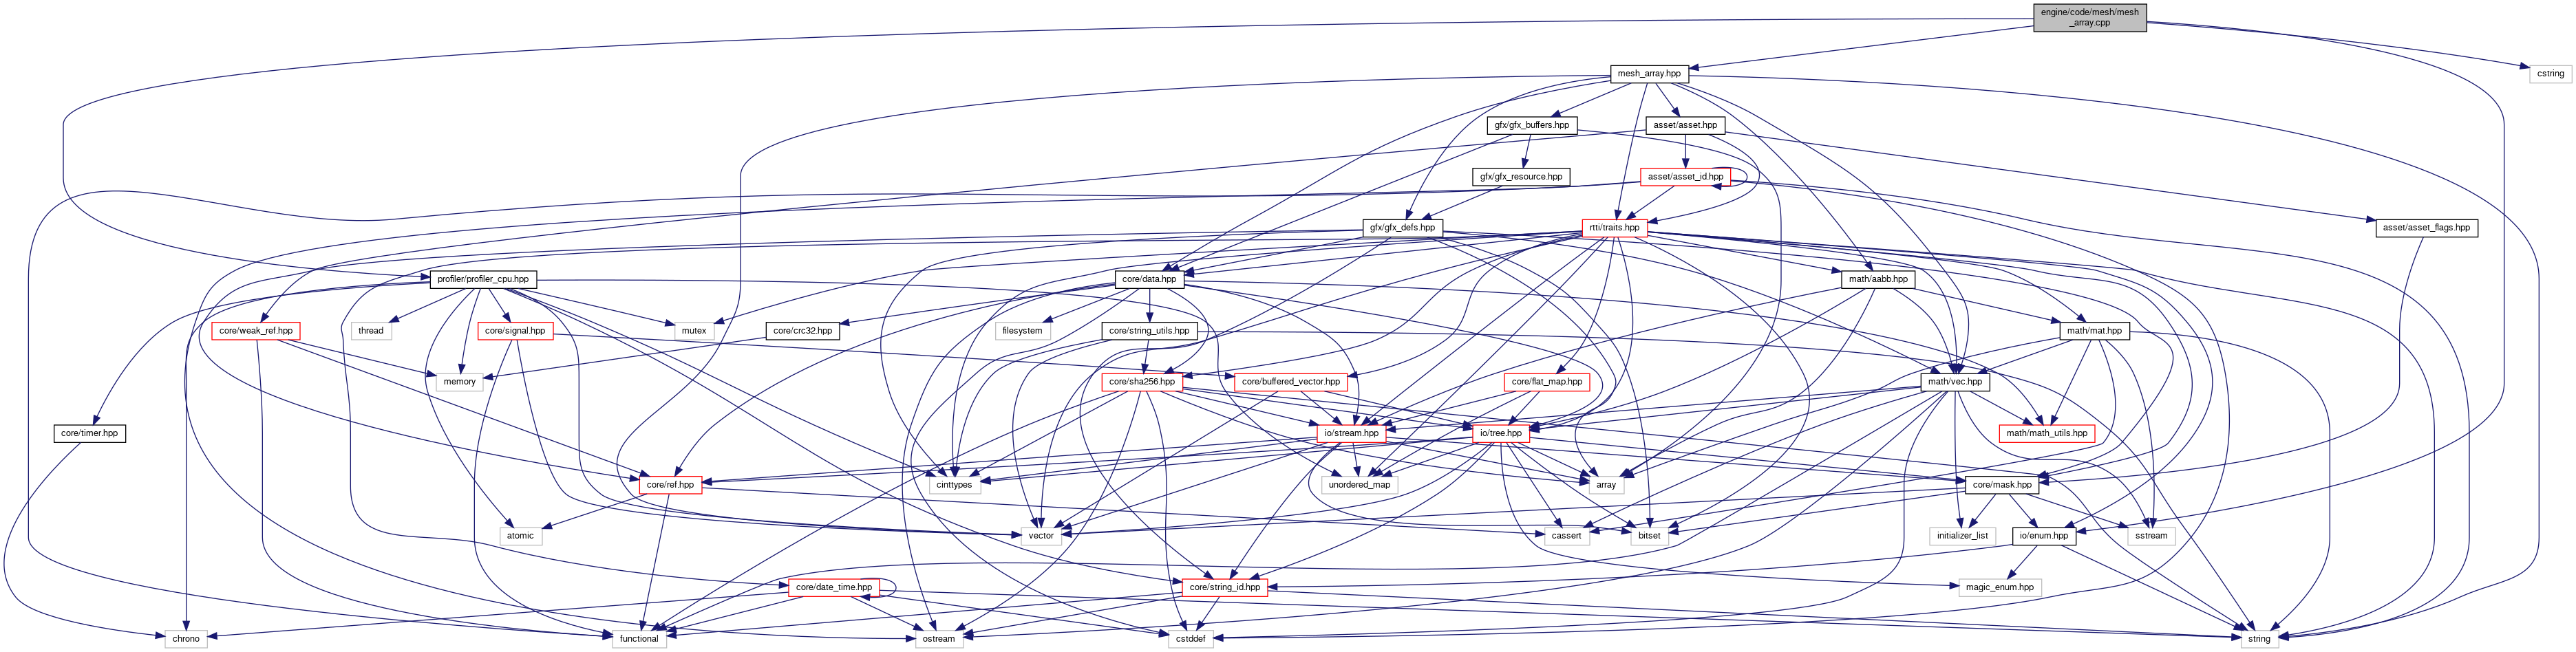 engine/code/mesh/mesh
_array.cpp
mesh_array.hpp
cstring
gfx/gfx_buffers.hpp
asset/asset.hpp
gfx/gfx_resource.hpp
asset/asset_id.hpp
gfx/gfx_defs.hpp
rtti/traits.hpp
asset/asset_flags.hpp
profiler/profiler_cpu.hpp
core/data.hpp
math/aabb.hpp
core/weak_ref.hpp
thread
core/signal.hpp
mutex
core/crc32.hpp
filesystem
core/string_utils.hpp
math/mat.hpp
memory
core/sha256.hpp
core/buffered_vector.hpp
core/flat_map.hpp
math/vec.hpp
core/timer.hpp
io/stream.hpp
io/tree.hpp
math/math_utils.hpp
core/ref.hpp
cinttypes
unordered_map
array
core/mask.hpp
atomic
vector
cassert
bitset
initializer_list
io/enum.hpp
sstream
core/date_time.hpp
core/string_id.hpp
magic_enum.hpp
chrono
functional
ostream
cstddef
string